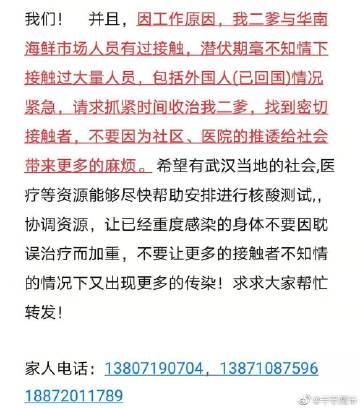 我们！ 并且，因工作原因，我二爹与华南
海鲜市场人员有过接触，潜伏期毫不知情下
接触过大量人员，包括外国人(已回国)情况
紧急，请求抓紧时间收治我二爹，找到密切
接触者，不要因为社区、医院的推诿给社会
带来更多的麻烦。希望有武汉当地的社会,医
疗等资源能够尽快帮助安排进行核酸测试,，
协调资源，让已经重度感染的身体不要因耽
误治疗而加重，不要让更多的接触者不知情
的情况下又出现更多的传染！求求大家帮忙
转发！
家人电话：13807190704，13871087596
18872011789